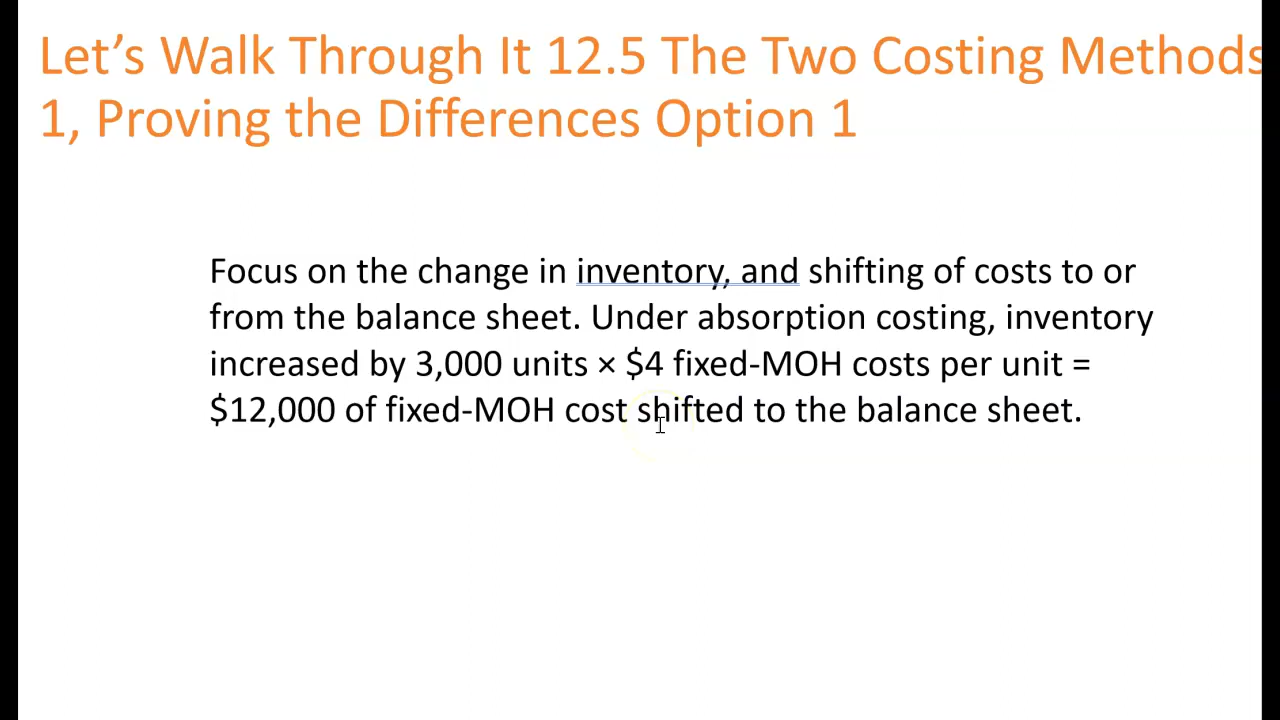 Let’s Walk Through It 12.5 The Two Costing Methods
1, Proving the Differences Option 1
Focus on the change in inventory, and shifting of costs to or
from the balance sheet. Under absorption costing, inventory
increased by 3,000 units × $4 fixed-MOH costs per unit =
$12,000 of fixed-MOH cost shifted to the balance sheet.